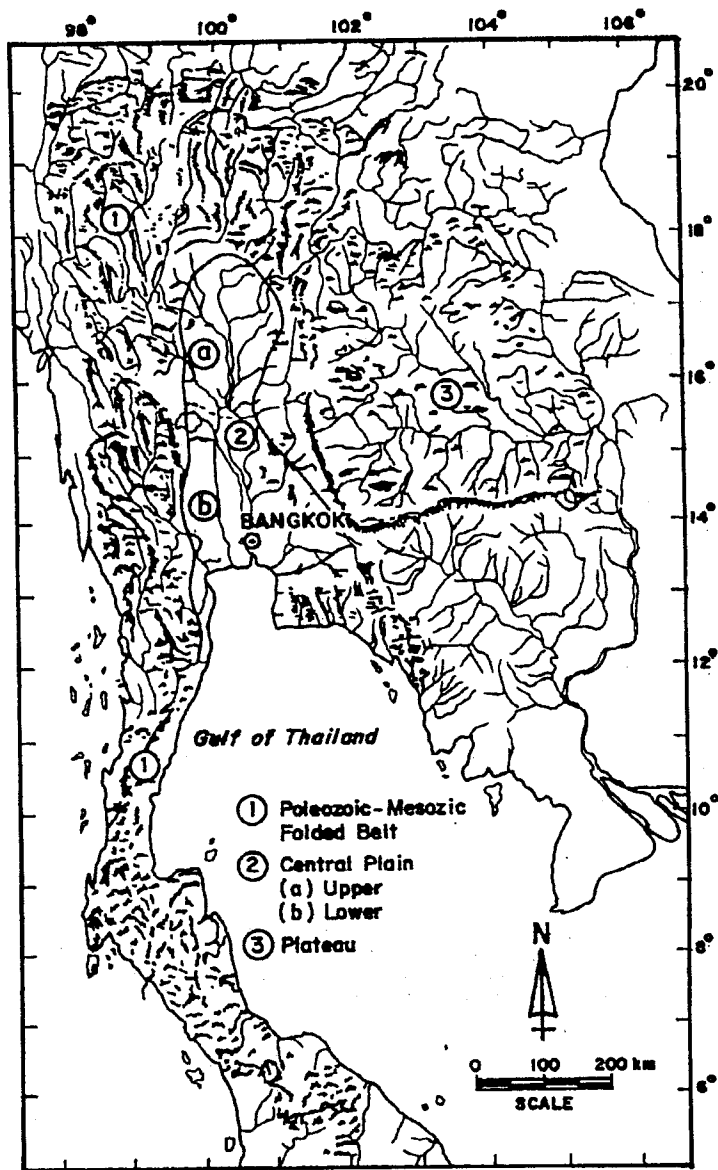 98° 100° 102° 104° 106°
20°
18°
16°
14°
12°
10°
8°
6°
1
a
3
2
b
BANGKOK
Gulf of Thailand
1
1 Poleozoic-Mesozic
Folded Belt
2 Central Plain
(a) Upper
(b) Lower
3 Plateau
N
0 100 200 km
SCALE